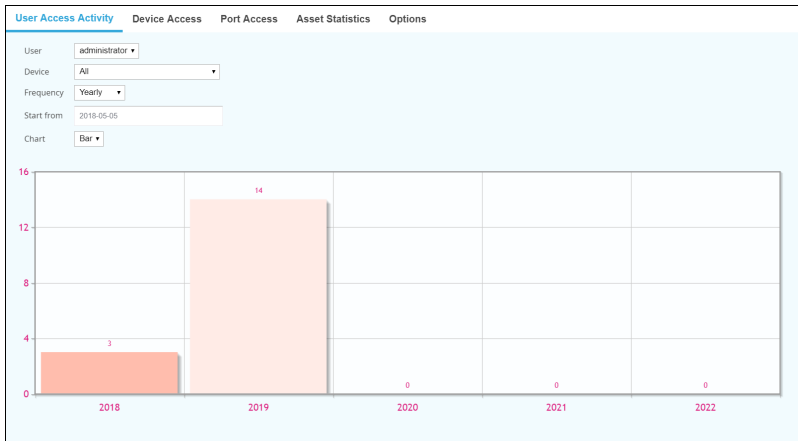 User Access Activity Device Access Port Access Asset Statistics Options
User administrator
Device All
Frequency Yearly
Start from 2018-05-05
Chart Bar
16
14
12
8
4
3
0
0 0 0
2018 2019 2020 2021 2022